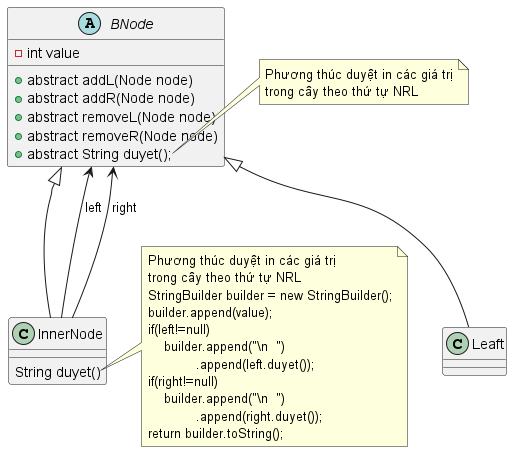 A BNode
int value
abstract addL(Node node)
abstract addR(Node node)
abstract removeL(Node node)
abstract removeR(Node node)
abstract String duyet();
Phương thúc duyệt in các giá trị
trong cây theo thứ tự NRL
left
right
C InnerNode
String duyet()
Phương thúc duyệt in các giá trị
trong cây theo thứ tự NRL
StringBuilder builder = new StringBuilder();
builder.append(value);
if(left!=null)
builder.append("\n  ")
.append(left.duyet());
if(right!=null)
builder.append("\n  ")
.append(right.duyet());
return builder.toString();
C Leaft